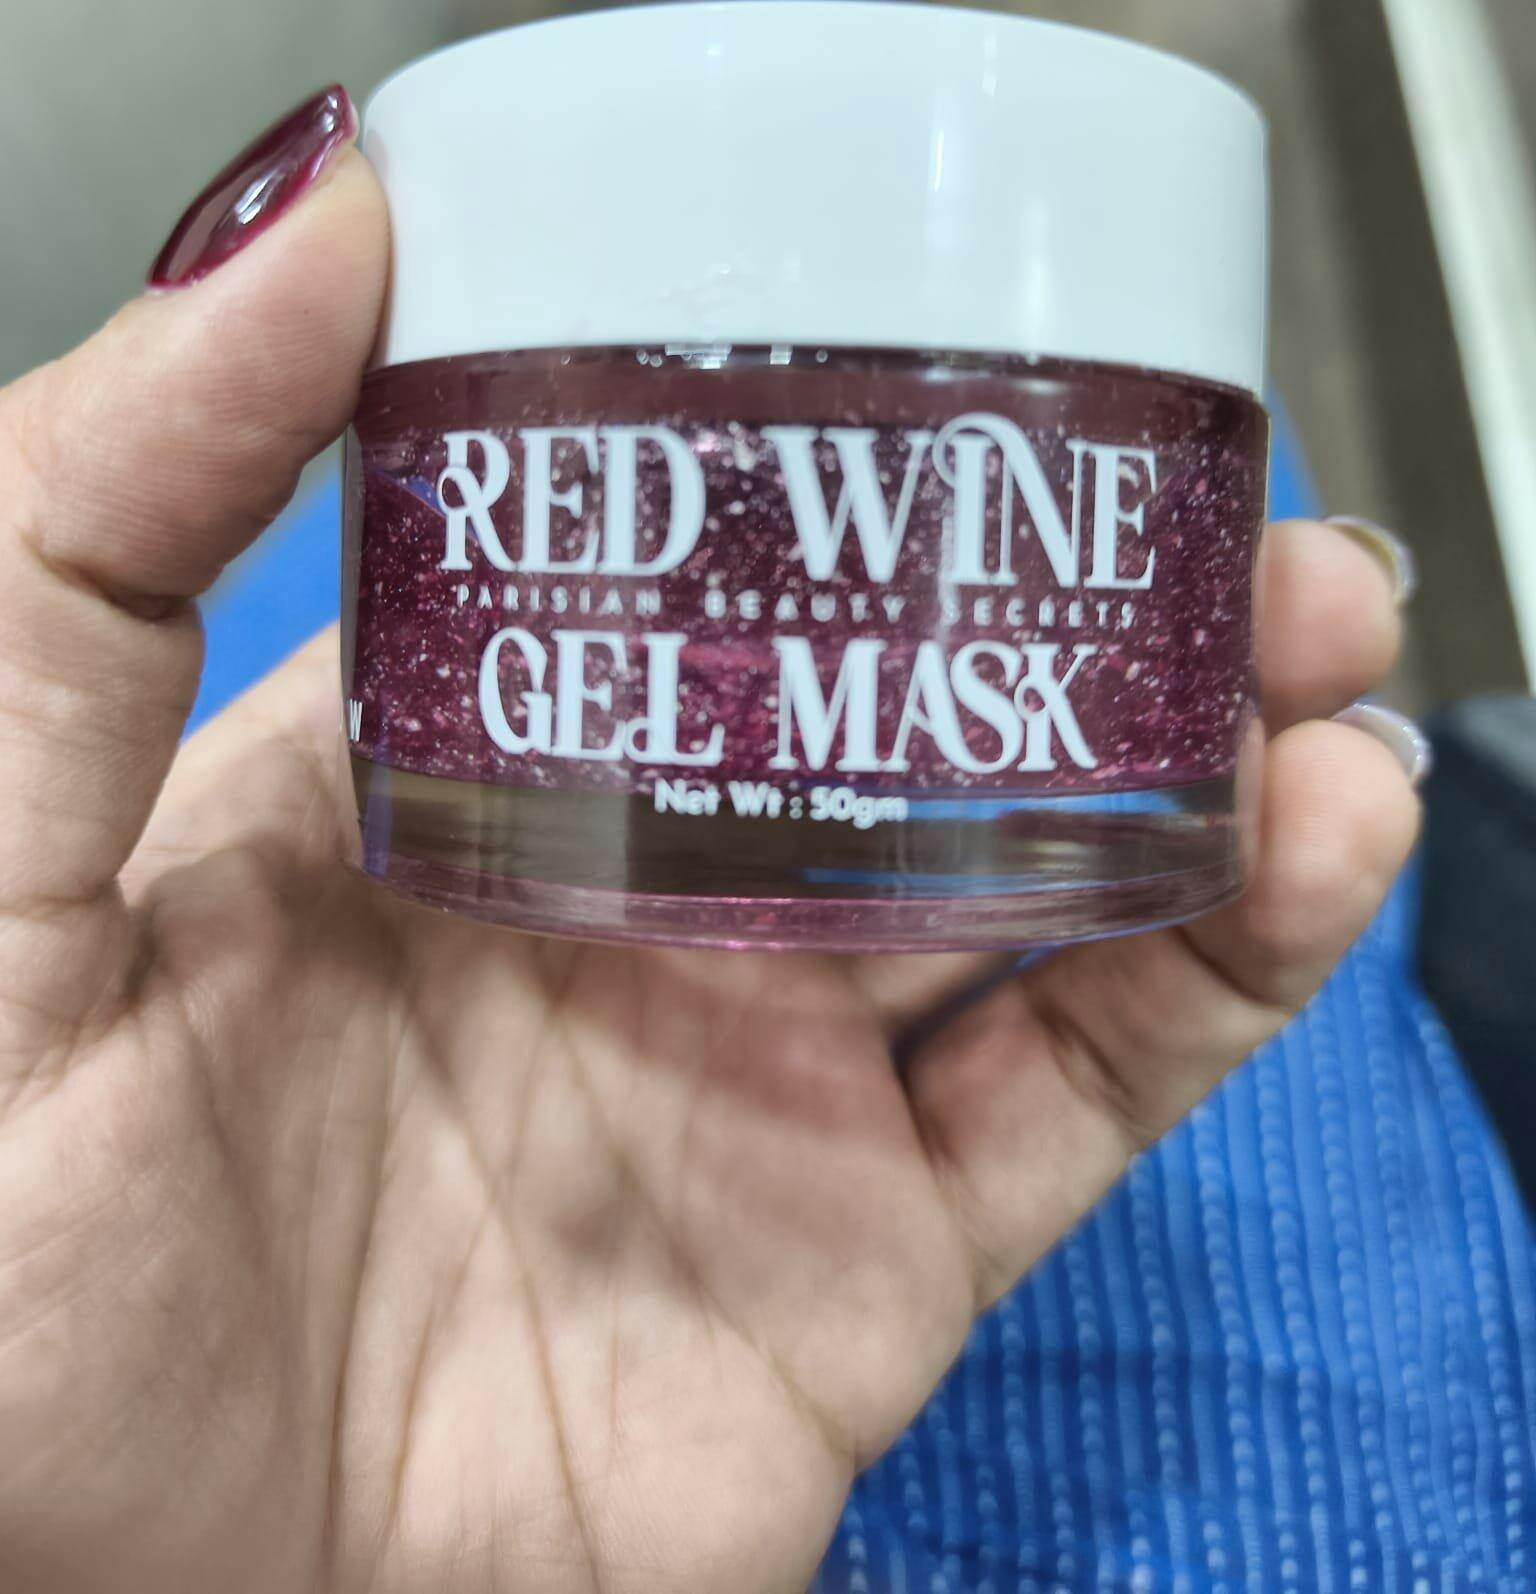 RED WINE
PARISIAN BEAUTY SECRETS
GEL MASK
Net Wt : 50gm
W